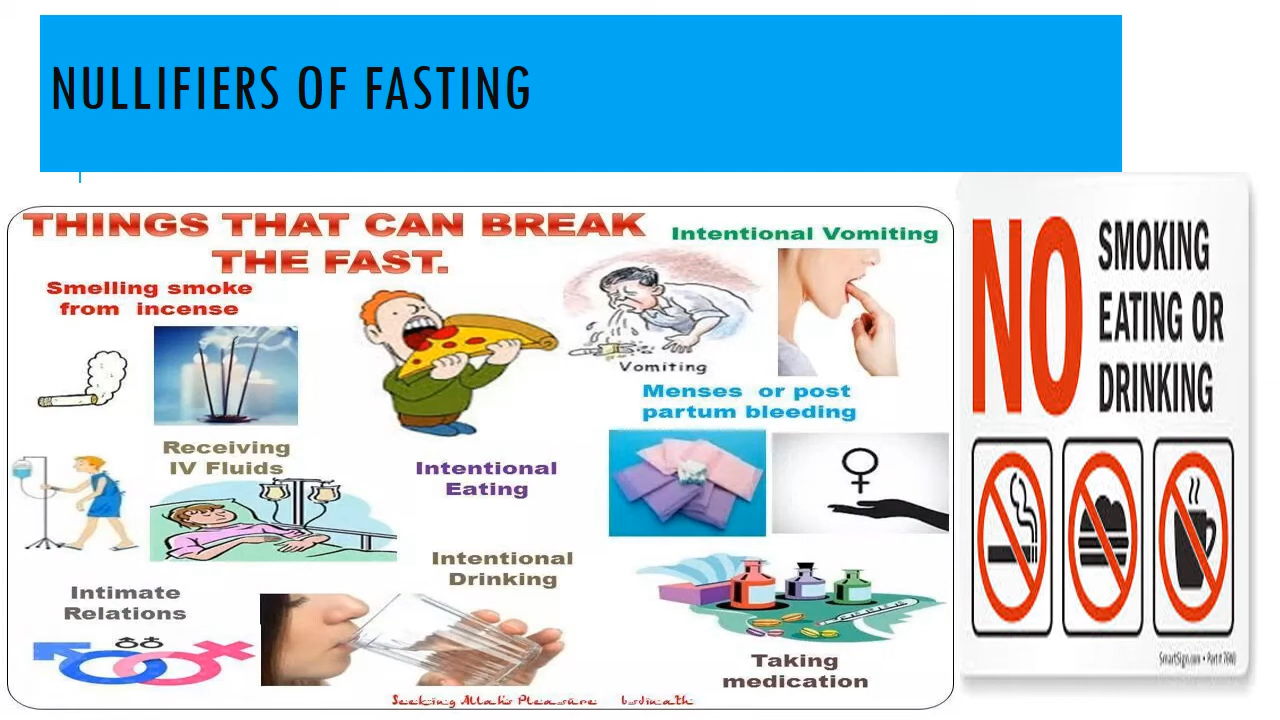 NULLIFIERS OF FASTING
THINGS THAT CAN BREAK
THE FAST.
Intentional Vomiting
Smelling smoke
from incense
Vomiting
Menses or post
partum bleeding
Receiving
IV Fluids
Intentional
Eating
Intentional
Drinking
Intimate
Relations
Taking
medication
Seeking Allah's Pleasure
NO
SMOKING
EATING OR
DRINKING